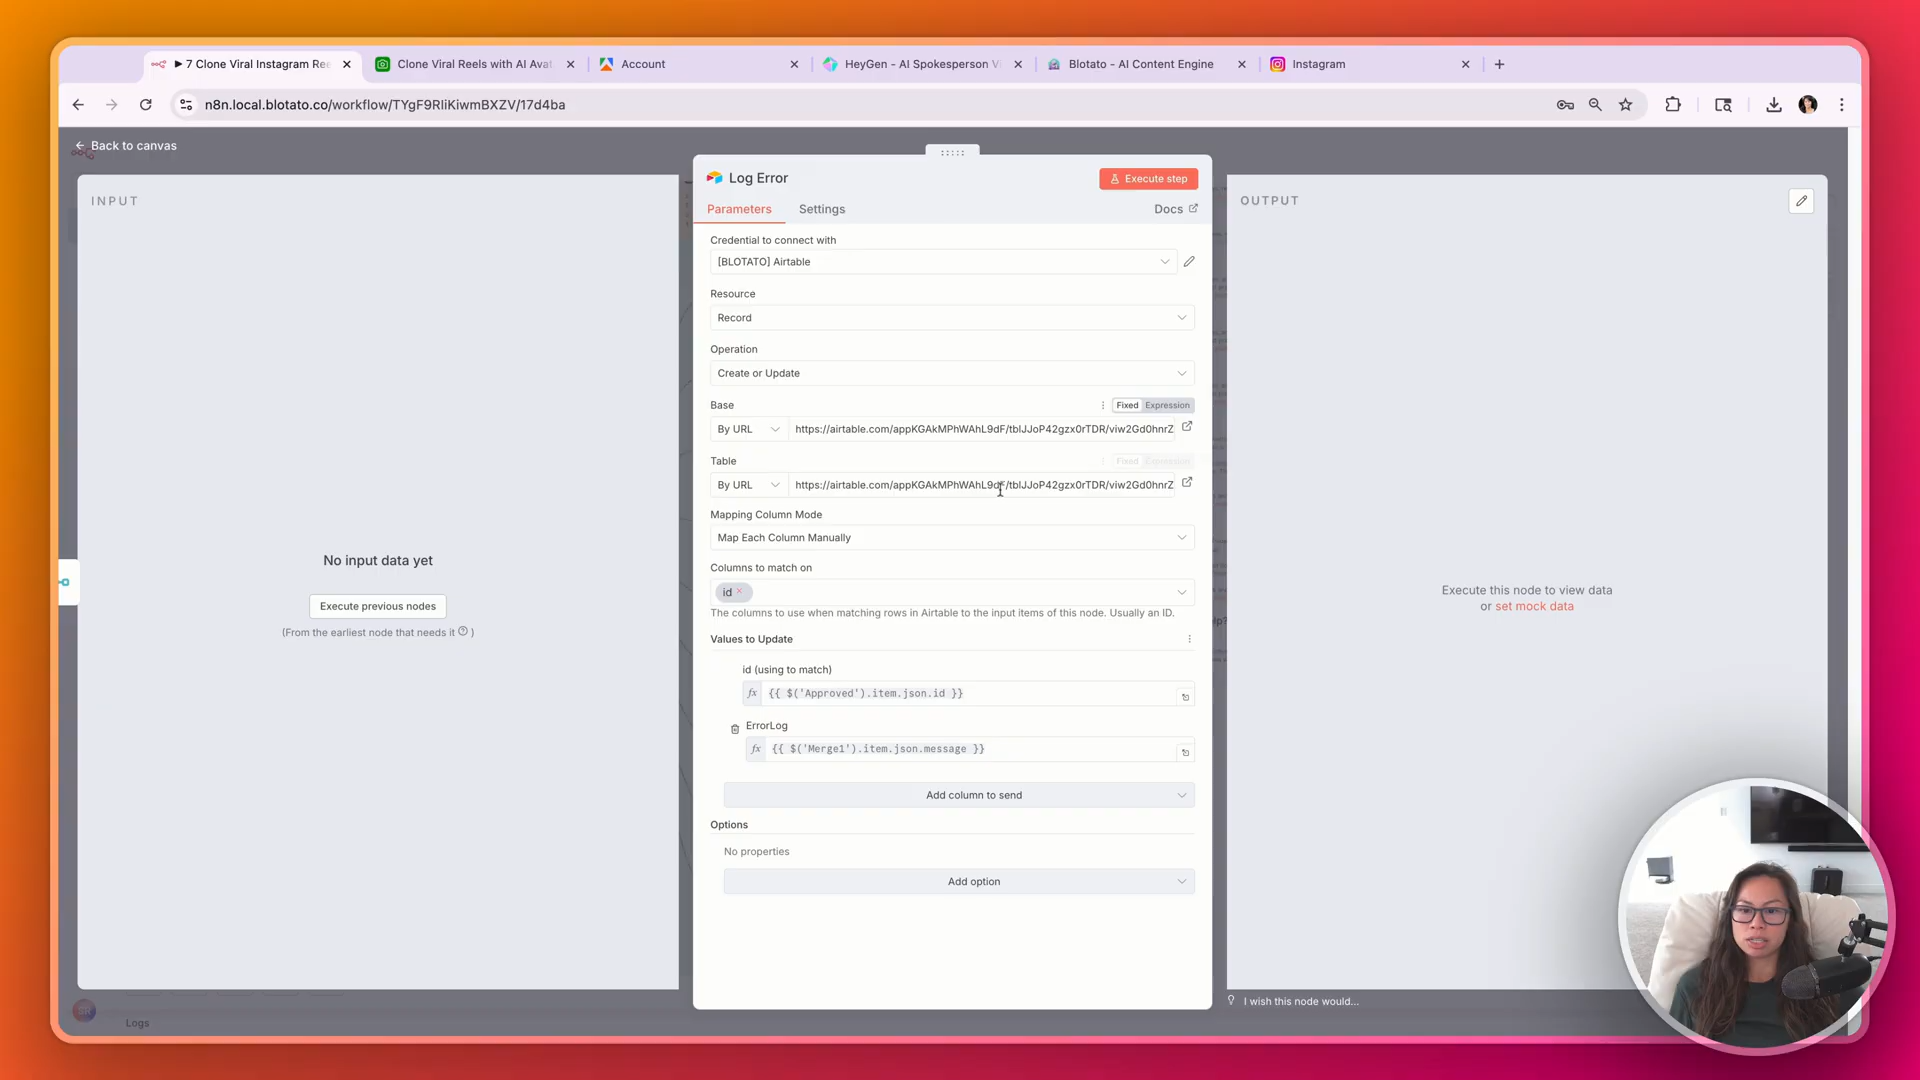 ▶ 7 Clone Viral Instagram Ree
Clone Viral Reels with AI Avat
Account
HeyGen - AI Spokesperson Vi
Blotato - AI Content Engine
Instagram
n8n.local.blotato.co/workflow/TYgF9RliKiwmBXZV/17d4ba
Back to canvas
INPUT
No input data yet
Execute previous nodes
(From the earliest node that needs it ? )
Log Error
Execute step
Parameters
Settings
Docs
Credential to connect with
[BLOTATO] Airtable
Resource
Record
Operation
Create or Update
Base
Fixed
Expression
By URL
https://airtable.com/appKGAkMPhWAhL9dF/tblJJoP42gzx0rTDR/viw2Gd0hnrZ
Table
Fixed
Expression
By URL
https://airtable.com/appKGAkMPhWAhL9dF/tblJJoP42gzx0rTDR/viw2Gd0hnrZ
Mapping Column Mode
Map Each Column Manually
Columns to match on
id
The columns to use when matching rows in Airtable to the input items of this node. Usually an ID.
Values to Update
id (using to match)
fx {{ $('Approved').item.json.id }}
ErrorLog
fx {{ $('Merge1').item.json.message }}
Add column to send
Options
No properties
Add option
OUTPUT
Execute this node to view data
or set mock data
I wish this node would...
Logs